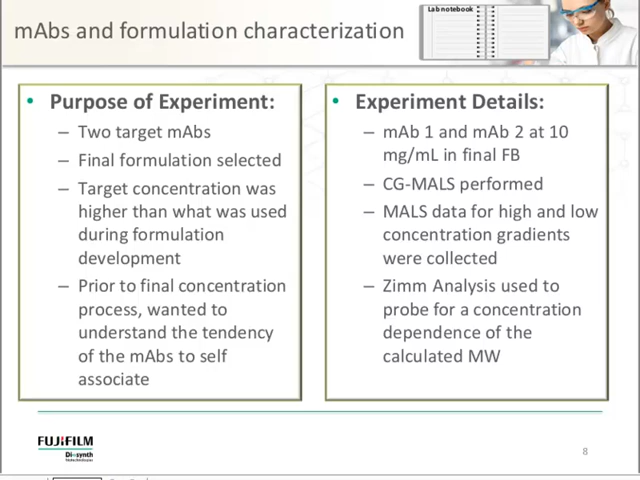 mAbs and formulation characterization
Lab notebook
• Purpose of Experiment:
– Two target mAbs
– Final formulation selected
– Target concentration was
higher than what was used
during formulation
development
– Prior to final concentration
process, wanted to
understand the tendency
of the mAbs to self
associate
• Experiment Details:
– mAb 1 and mAb 2 at 10
mg/mL in final FB
– CG-MALS performed
– MALS data for high and low
concentration gradients
were collected
– Zimm Analysis used to
probe for a concentration
dependence of the
calculated MW
FUJIFILM
Diosynth
8